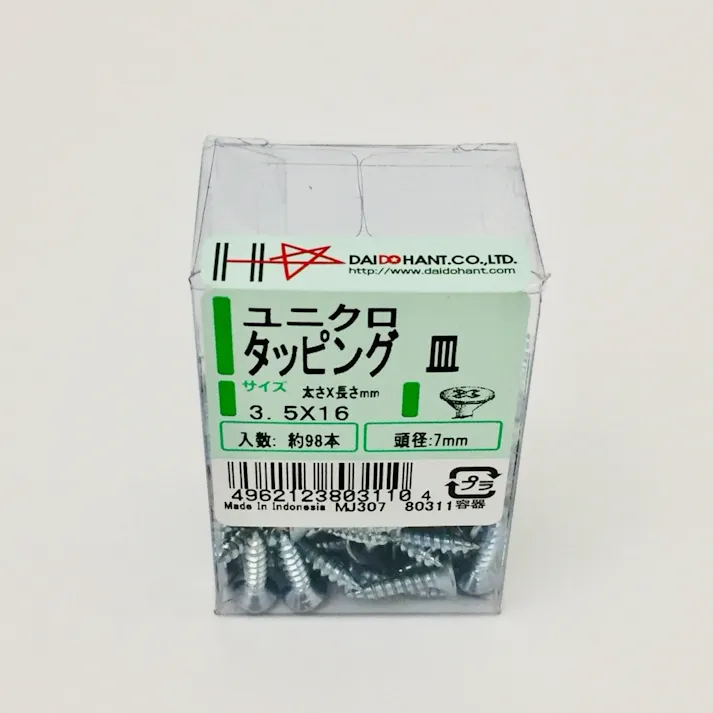 DAIDOHANT.CO.,LTD.
http://www.daidohant.com
ユニクロ
タッピング 皿
サイズ 太さX長さmm
3.5X16
入数: 約98本 頭径:7mm
4962123803110 4
Made in Indonesia MJ307 80311
プラ
容器